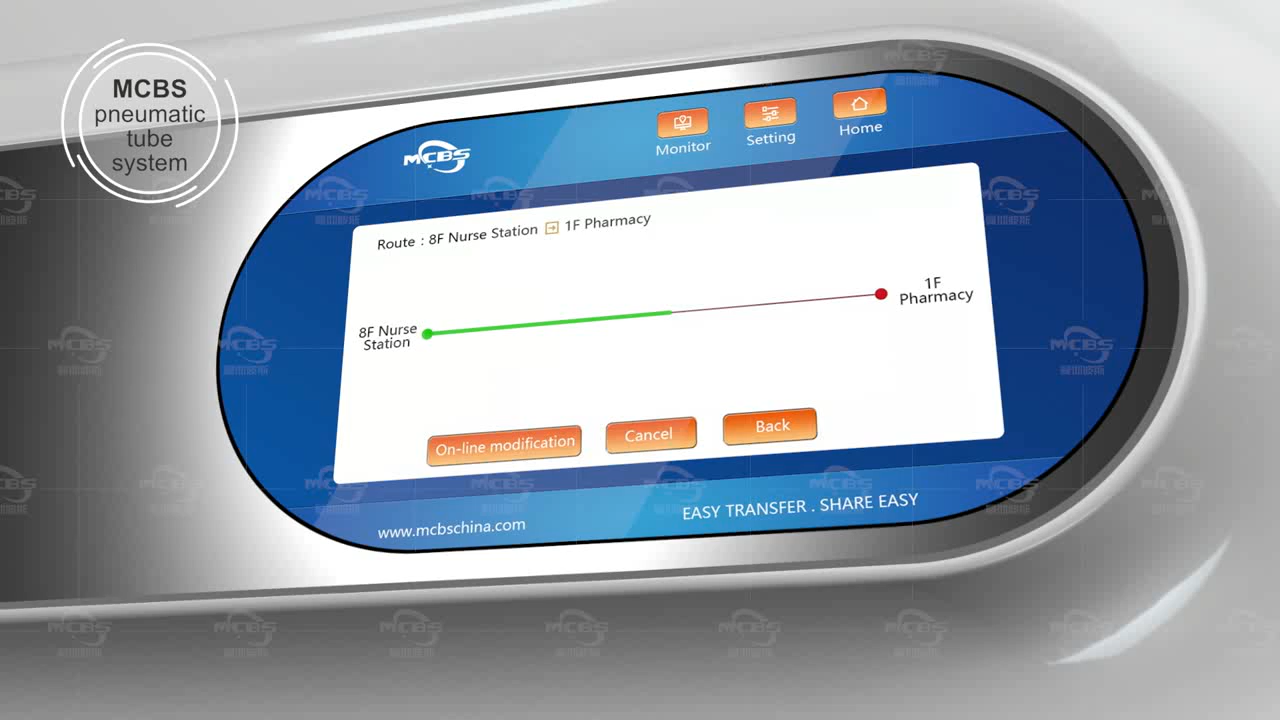 MCBS
pneumatic
tube
system
MCBS
Monitor
Setting
Home
Route : 8F Nurse Station
1F Pharmacy
8F Nurse
Station
1F
Pharmacy
On-line modification
Cancel
Back
www.mcbschina.com
EASY TRANSFER . SHARE EASY